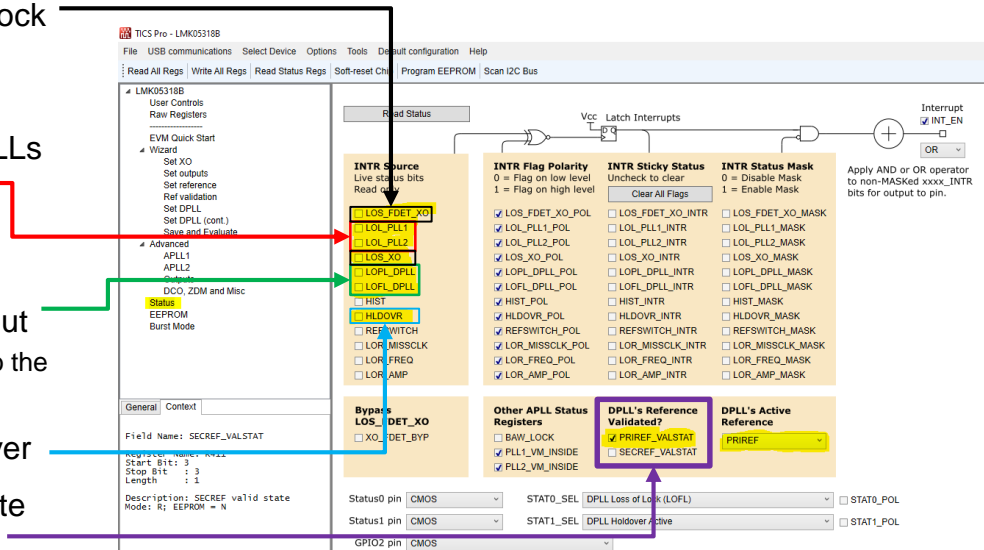 ock
LLs
ut
o the
ver
te
TICS Pro - LMK05318B
File USB communications Select Device Options Tools Default configuration Help
Read All Regs Write All Regs Read Status Regs Soft-reset Chip Program EEPROM Scan I2C Bus
LMK05318B
User Controls
Raw Registers
--------------------
EVM Quick Start
Wizard
Set XO
Set outputs
Set reference
Ref validation
Set DPLL
Set DPLL (cont.)
Save and Evaluate
Advanced
APLL1
APLL2
Outputs
DCO, ZDM and Misc
Status
EEPROM
Burst Mode
General Context
Field Name: SECREF_VALSTAT
Register Name: R411
Start Bit: 3
Stop Bit : 3
Length : 1
Description: SECREF valid state
Mode: R; EEPROM = N
Read Status
Vcc Latch Interrupts
D Q
Interrupt
INT_EN
OR
Apply AND or OR operator
to non-MASKed xxxx_INTR
bits for output to pin.
INTR Source
Live status bits
Read only
LOS_FDET_XO
LOL_PLL1
LOL_PLL2
LOS_XO
LOPL_DPLL
LOFL_DPLL
HIST
HLDOVR
REFSWITCH
LOR_MISSCLK
LOR_FREQ
LOR_AMP
INTR Flag Polarity
0 = Flag on low level
1 = Flag on high level
LOS_FDET_XO_POL
LOL_PLL1_POL
LOL_PLL2_POL
LOS_XO_POL
LOPL_DPLL_POL
LOFL_DPLL_POL
HIST_POL
HLDOVR_POL
REFSWITCH_POL
LOR_MISSCLK_POL
LOR_FREQ_POL
LOR_AMP_POL
INTR Sticky Status
Uncheck to clear
Clear All Flags
LOS_FDET_XO_INTR
LOL_PLL1_INTR
LOL_PLL2_INTR
LOS_XO_INTR
LOPL_DPLL_INTR
LOFL_DPLL_INTR
HIST_INTR
HLDOVR_INTR
REFSWITCH_INTR
LOR_MISSCLK_INTR
LOR_FREQ_INTR
LOR_AMP_INTR
INTR Status Mask
0 = Disable Mask
1 = Enable Mask
LOS_FDET_XO_MASK
LOL_PLL1_MASK
LOL_PLL2_MASK
LOS_XO_MASK
LOPL_DPLL_MASK
LOFL_DPLL_MASK
HIST_MASK
HLDOVR_MASK
REFSWITCH_MASK
LOR_MISSCLK_MASK
LOR_FREQ_MASK
LOR_AMP_MASK
Bypass
LOS_FDET_XO
XO_FDET_BYP
Other APLL Status
Registers
BAW_LOCK
PLL1_VM_INSIDE
PLL2_VM_INSIDE
DPLL's Reference
Validated?
PRIREF_VALSTAT
SECREF_VALSTAT
DPLL's Active
Reference
PRIREF
Status0 pin CMOS STAT0_SEL DPLL Loss of Lock (LOFL) STAT0_POL
Status1 pin CMOS STAT1_SEL DPLL Holdover Active STAT1_POL
GPIO2 pin CMOS